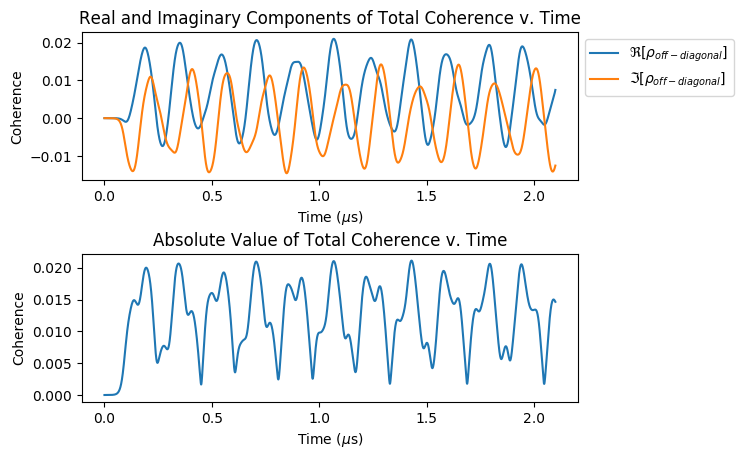 Real and Imaginary Components of Total Coherence v. Time
0.02
0.01
0.00
−0.01
Coherence
0.0 0.5 1.0 1.5 2.0
Time (μs)
ℜ[ρoff−diagonal]
ℑ[ρoff−diagonal]
Absolute Value of Total Coherence v. Time
0.020
0.015
0.010
0.005
0.000
Coherence
0.0 0.5 1.0 1.5 2.0
Time (μs)